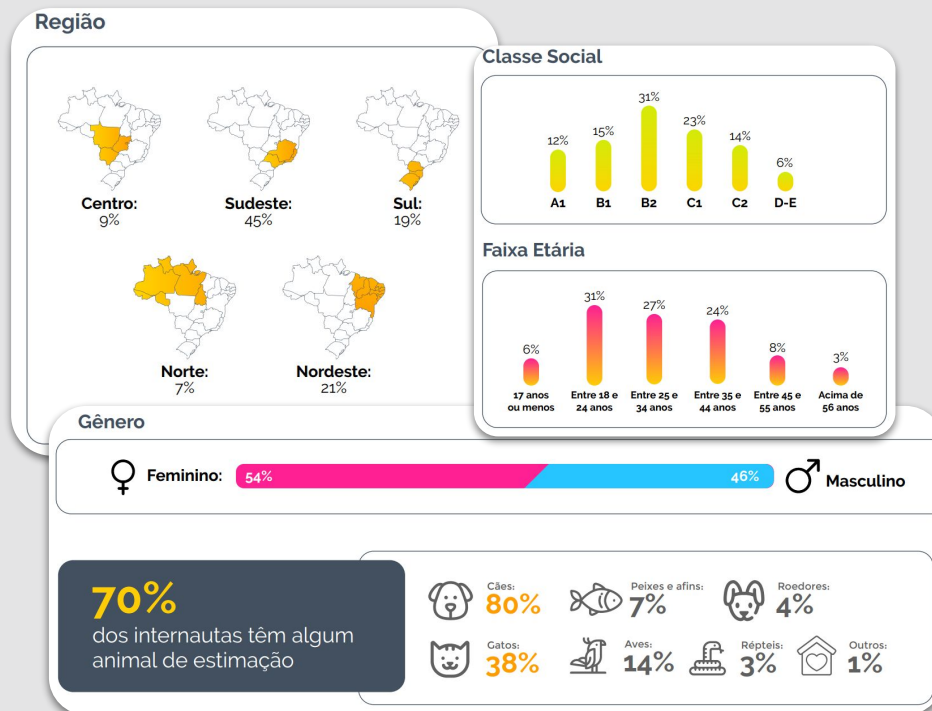 Região
Centro:
9%
Sudeste:
45%
Sul:
19%
Norte:
7%
Nordeste:
21%
Classe Social
12%
15%
31%
23%
14%
6%
A1
B1
B2
C1
C2
D-E
Faixa Etária
6%
31%
27%
24%
8%
3%
17 anos
ou menos
Entre 18 e
24 anos
Entre 25 e
34 anos
Entre 35 e
44 anos
Entre 45 e
55 anos
Acima de
56 anos
Gênero
Feminino:
54%
46%
Masculino
70%
dos internautas têm algum
animal de estimação
Cães:
80%
Peixes e afins:
7%
Roedores:
4%
Gatos:
38%
Aves:
14%
Répteis:
3%
Outros:
1%